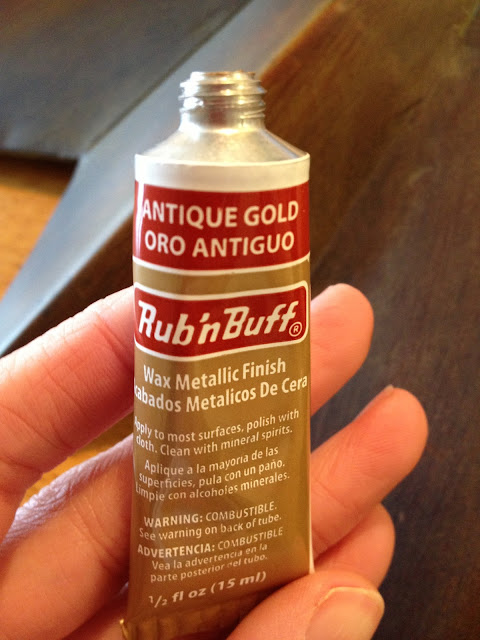 ANTIQUE GOLD
ORO ANTIGUO
Rub'nBuff®
Wax Metallic Finish
cabados Metalicos De Cera
pply to most surfaces, polish with
cloth. Clean with mineral spirits.
Aplique a la mayoria de las
superficies, pula con un paño.
Limpie con alcoholes minerales.
WARNING: COMBUSTIBLE.
See warning on back of tube.
ADVERTENCIA: COMBUSTIBLE
Vea la advertencia en la
parte posterior del tubo.
1/2 fl oz (15 ml)